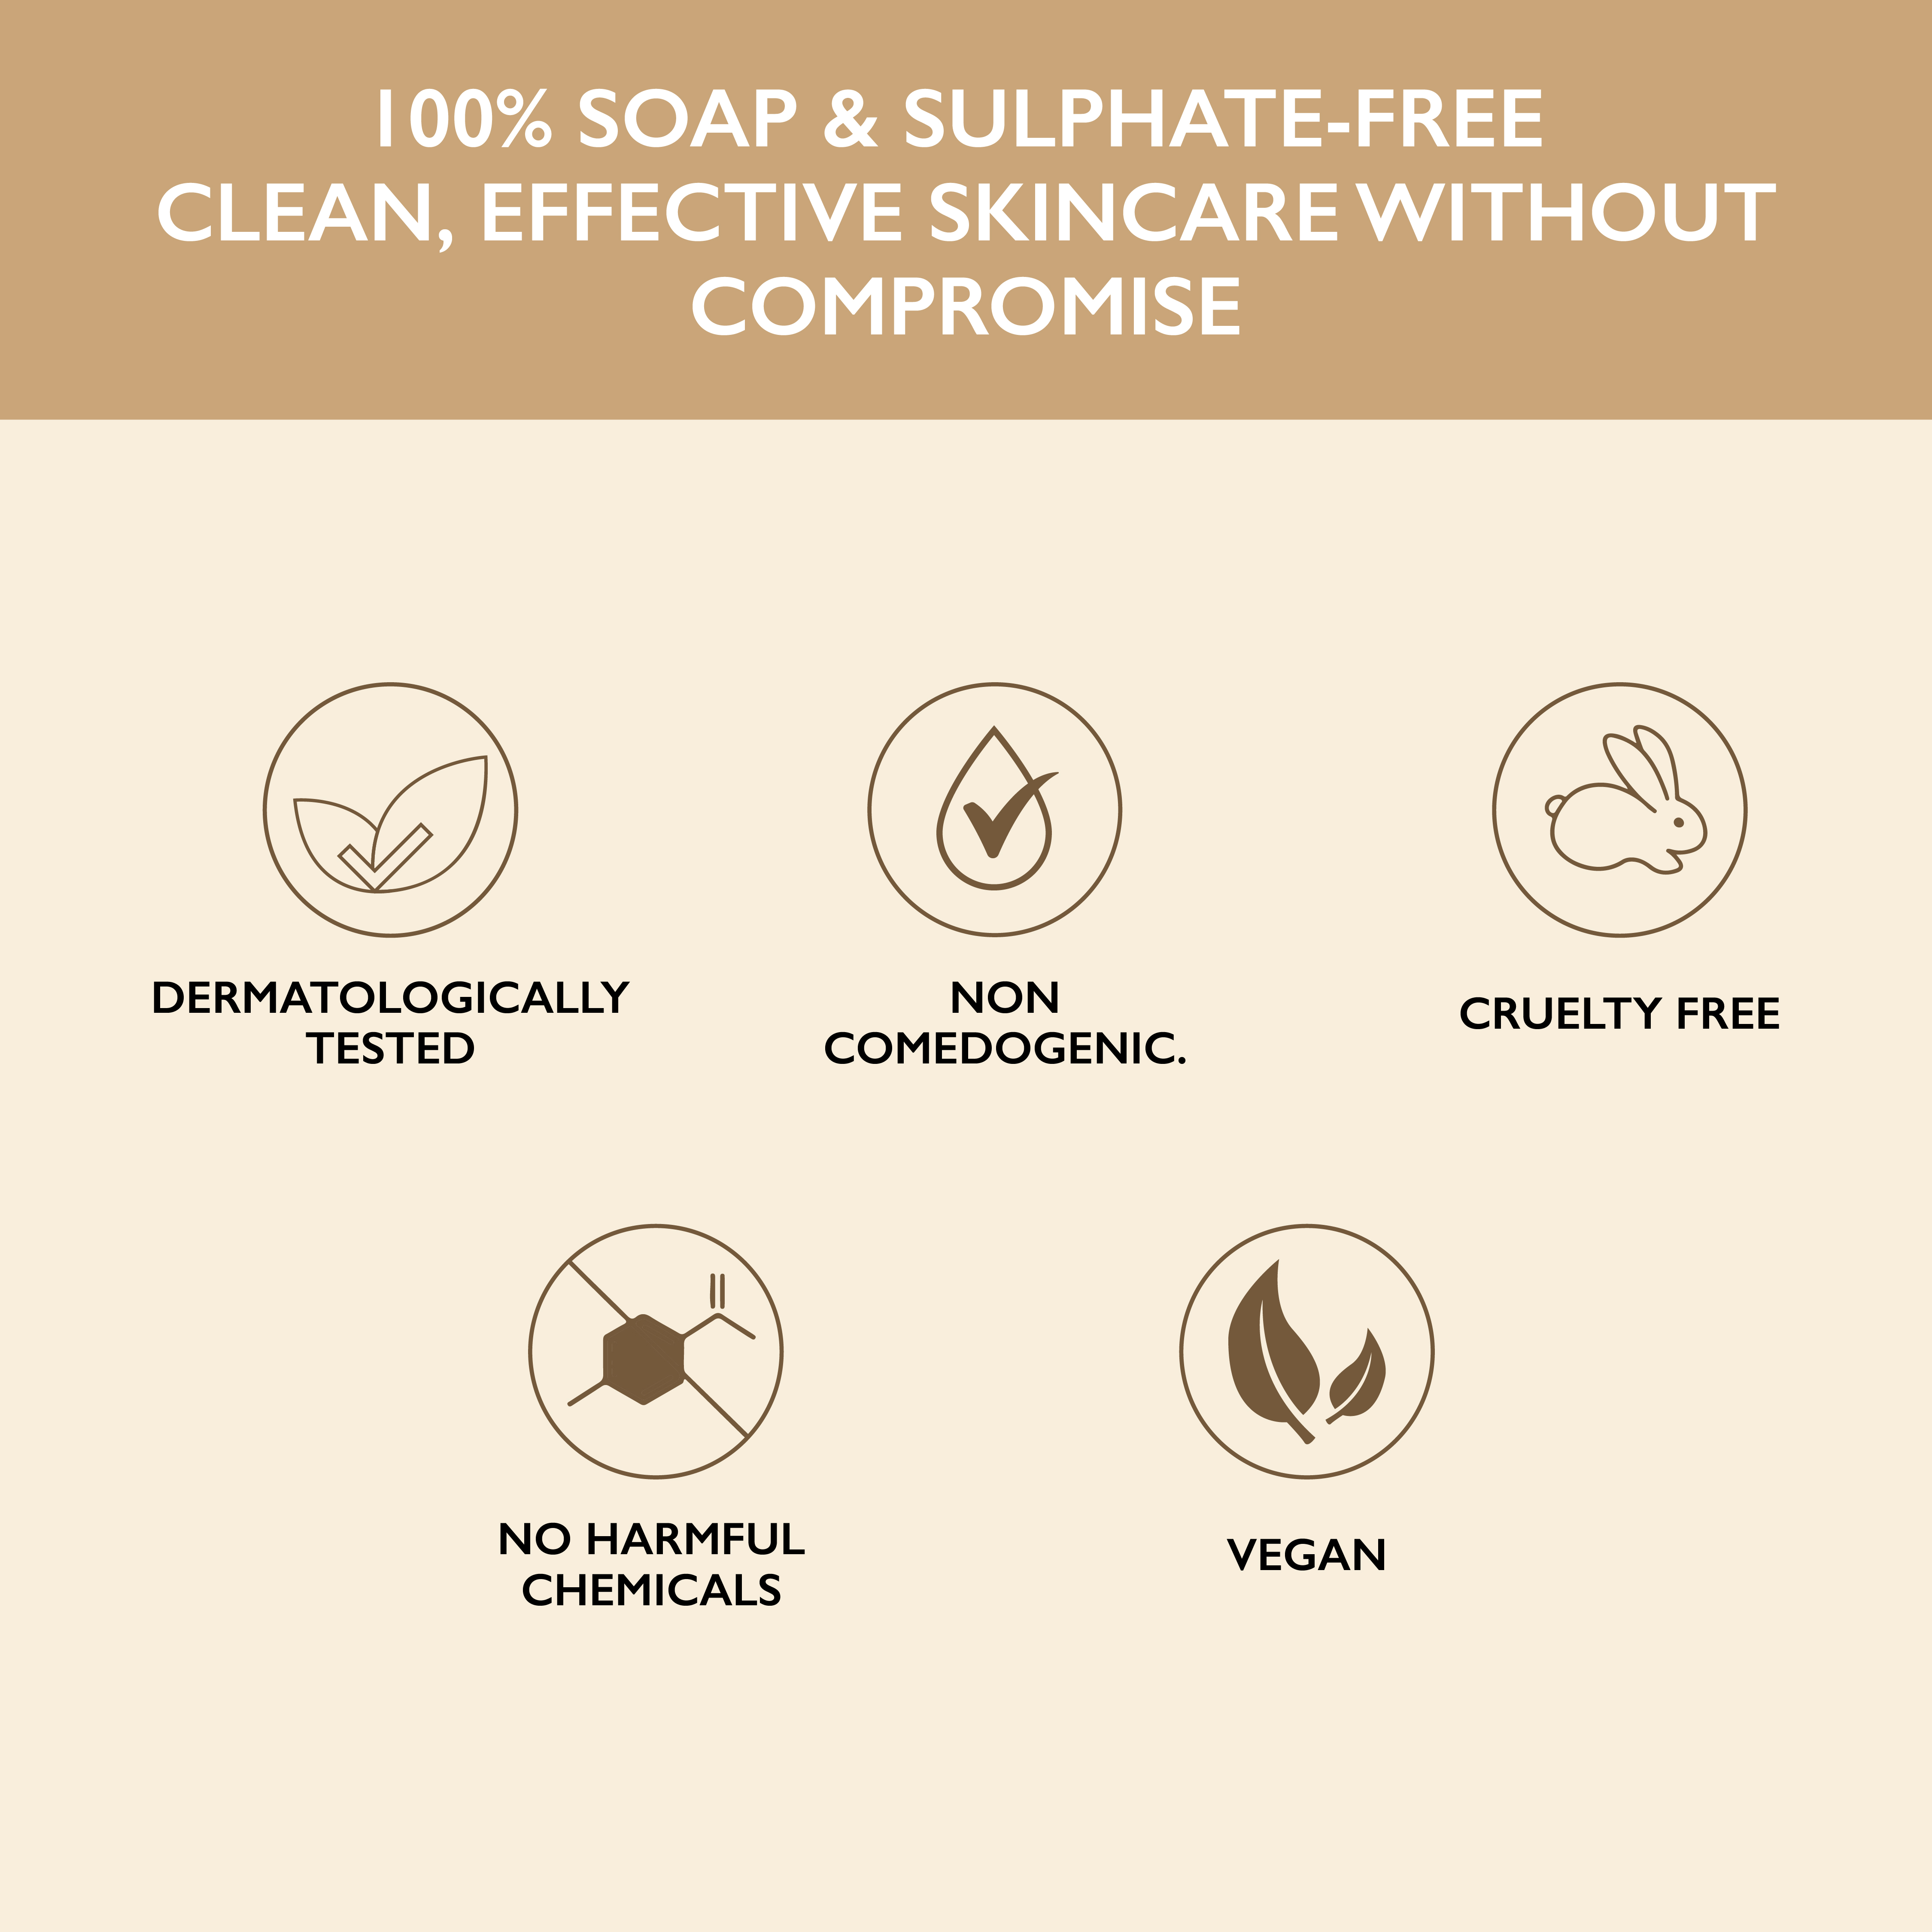 100% SOAP & SULPHATE-FREE
CLEAN, EFFECTIVE SKINCARE WITHOUT
COMPROMISE
DERMATOLOGICALLY
TESTED
NON
COMEDOGENIC.
CRUELTY FREE
NO HARMFUL
CHEMICALS
VEGAN